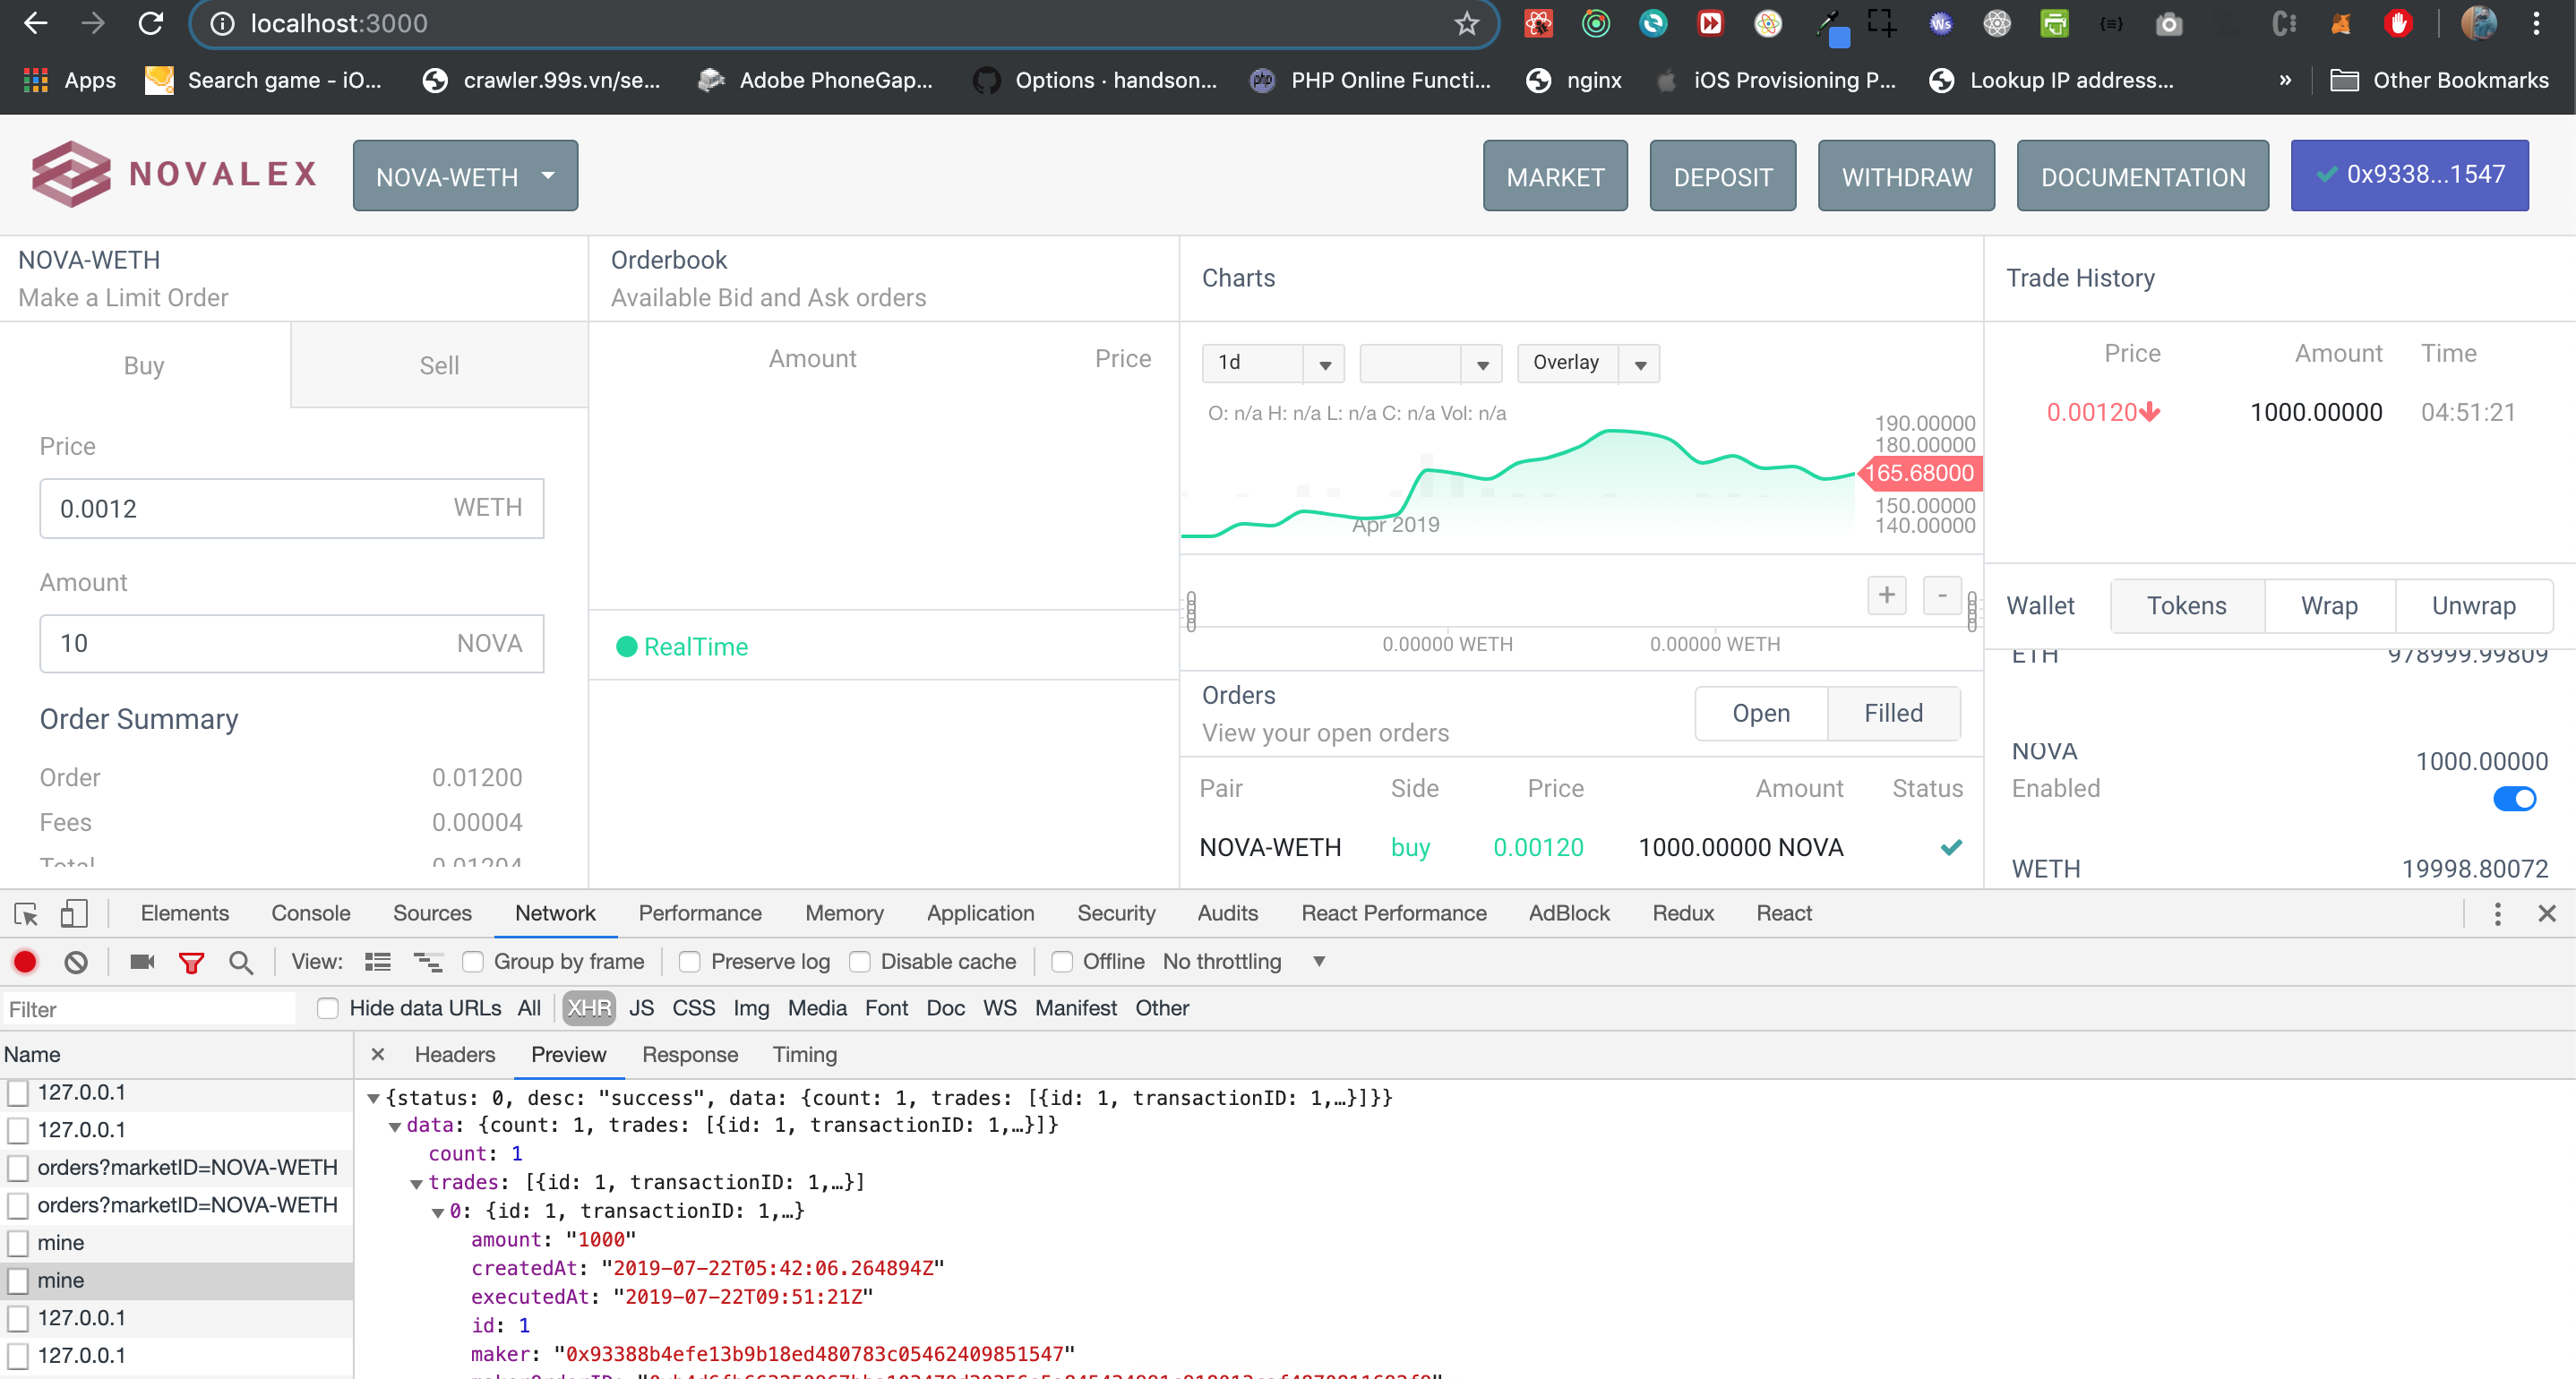 localhost:3000
Apps
Search game - iO...
crawler.99s.vn/se...
Adobe PhoneGap...
Options · handson...
PHP Online Functi...
nginx
iOS Provisioning P...
Lookup IP address...
»
Other Bookmarks
NOVALEX
NOVA-WETH
MARKET
DEPOSIT
WITHDRAW
DOCUMENTATION
0x9338...1547
NOVA-WETH
Make a Limit Order
Buy
Sell
Price
0.0012 WETH
Amount
10 NOVA
Order Summary
Order 0.01200
Fees 0.00004
Total 0.01204
Orderbook
Available Bid and Ask orders
Amount Price
RealTime
Charts
1d
Overlay
O: n/a H: n/a L: n/a C: n/a Vol: n/a
190.00000
180.00000
165.68000
150.00000
140.00000
Apr 2019
+ -
0.00000 WETH 0.00000 WETH
Orders
View your open orders
Open Filled
Pair Side Price Amount Status
NOVA-WETH buy 0.00120 1000.00000 NOVA
Trade History
Price Amount Time
0.00120 1000.00000 04:51:21
Wallet Tokens Wrap Unwrap
ETH 978999.99809
NOVA 1000.00000
Enabled
WETH 19998.80072
Elements Console Sources Network Performance Memory Application Security Audits React Performance AdBlock Redux React
View: Group by frame Preserve log Disable cache Offline No throttling
Filter Hide data URLs All XHR JS CSS Img Media Font Doc WS Manifest Other
Name
127.0.0.1
127.0.0.1
orders?marketID=NOVA-WETH
orders?marketID=NOVA-WETH
mine
mine
127.0.0.1
127.0.0.1
Headers Preview Response Timing
{status: 0, desc: "success", data: {count: 1, trades: [{id: 1, transactionID: 1,…}]}}
data: {count: 1, trades: [{id: 1, transactionID: 1,…}]}
count: 1
trades: [{id: 1, transactionID: 1,…}]
0: {id: 1, transactionID: 1,…}
amount: "1000"
createdAt: "2019-07-22T05:42:06.264894Z"
executedAt: "2019-07-22T09:51:21Z"
id: 1
maker: "0x93388b4efe13b9b18ed480783c05462409851547"